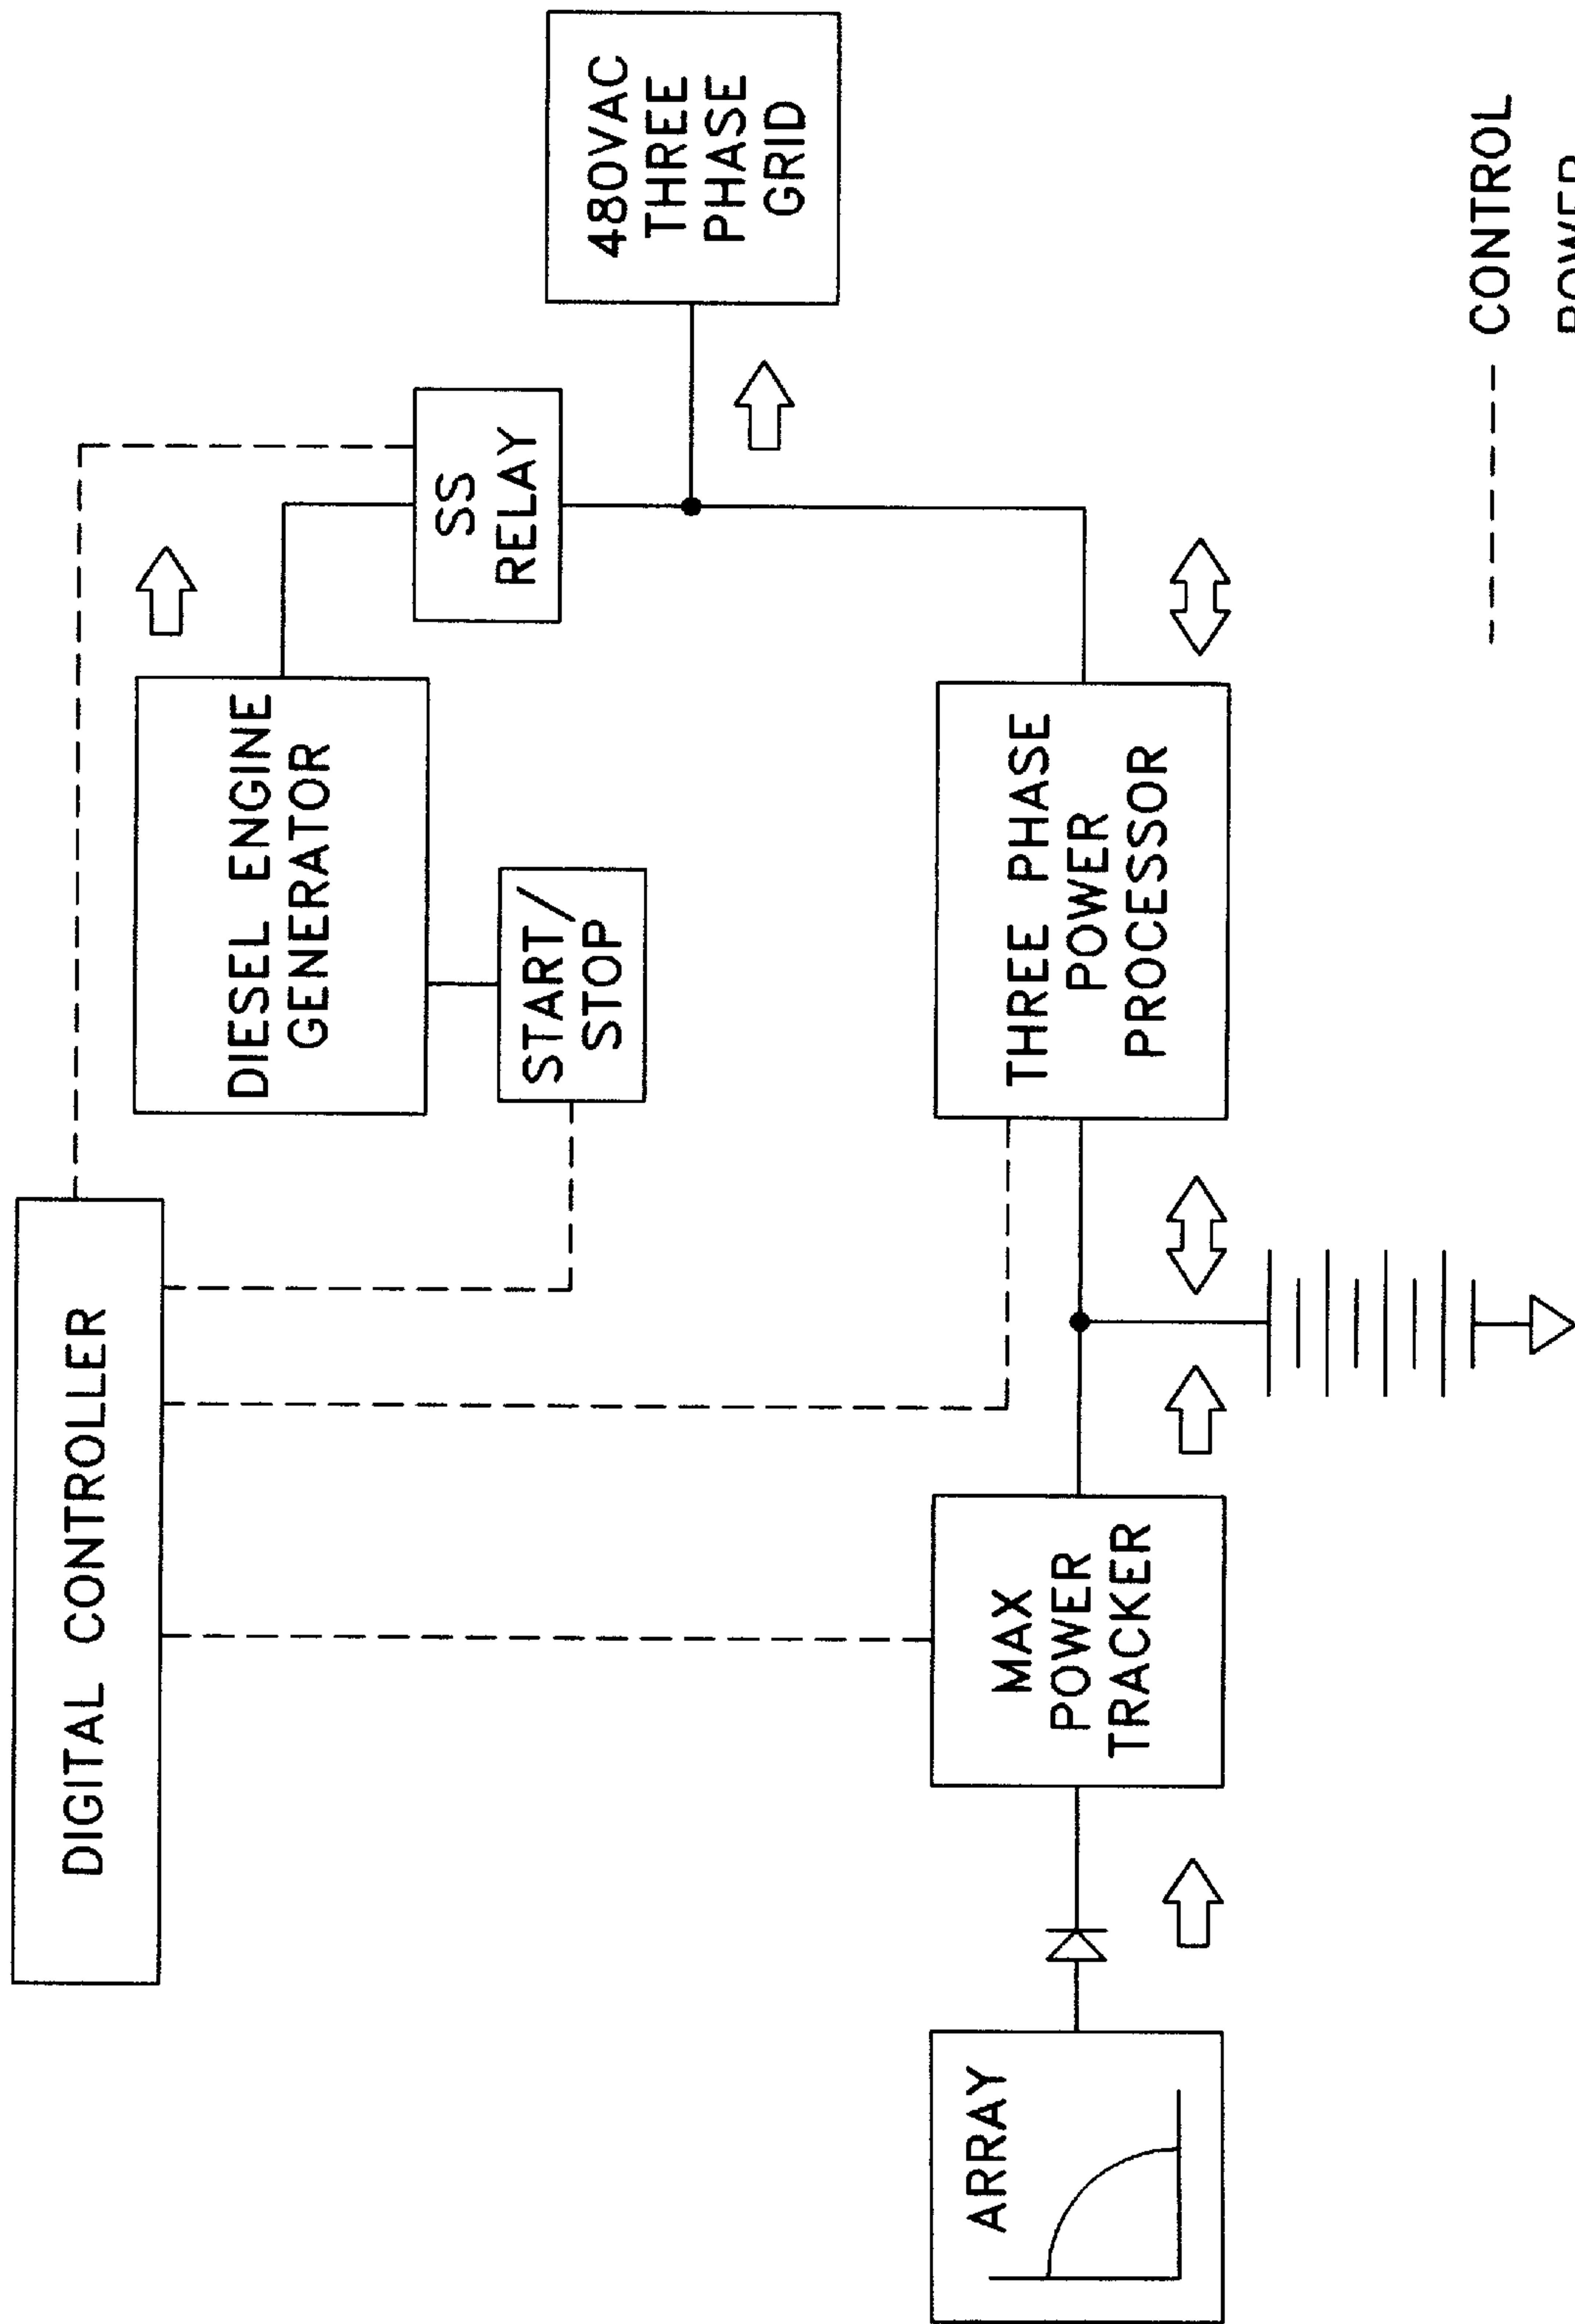 DIGITAL CONTROLLER
DIESEL ENGINE
GENERATOR
START/
STOP
SS
RELAY
480VAC
THREE
PHASE
GRID
ARRAY
MAX
POWER
TRACKER
THREE PHASE
POWER
PROCESSOR
CONTROL
POWER